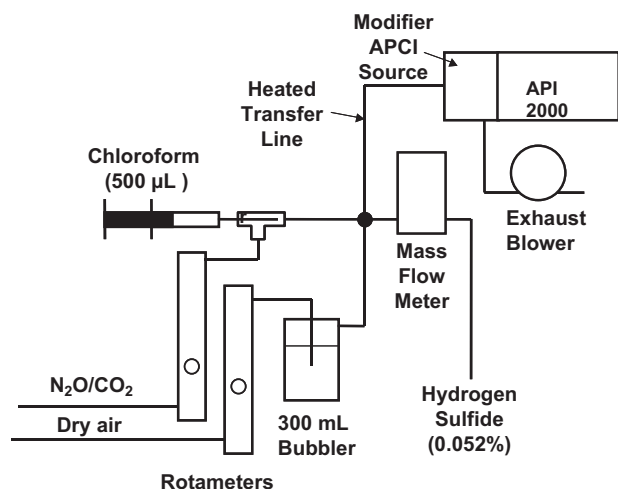 Modifier
APCI
Source
API
2000
Heated
Transfer
Line
Chloroform
(500 µL )
Exhaust
Blower
Mass
Flow
Meter
N₂O/CO₂
Dry air
300 mL
Bubbler
Hydrogen
Sulfide
(0.052%)
Rotameters